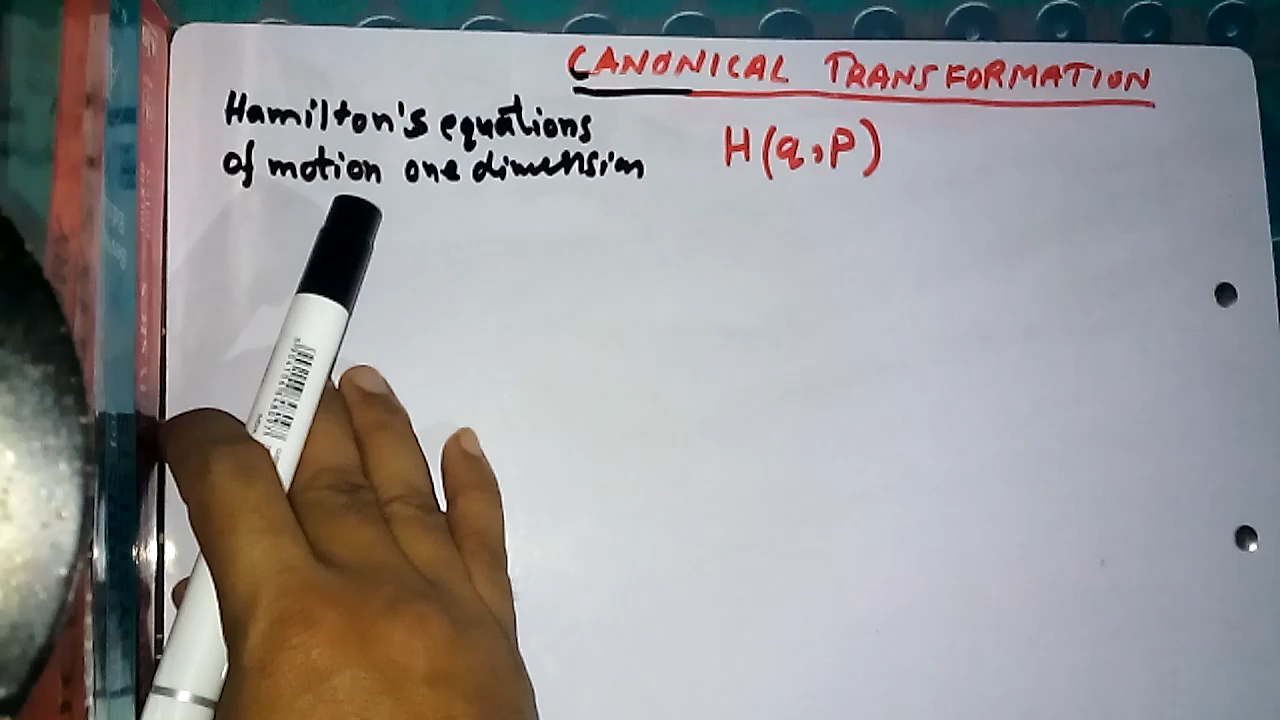 CANONICAL TRANSFORMATION
Hamilton's equations
of motion one dimension
H(q,p)